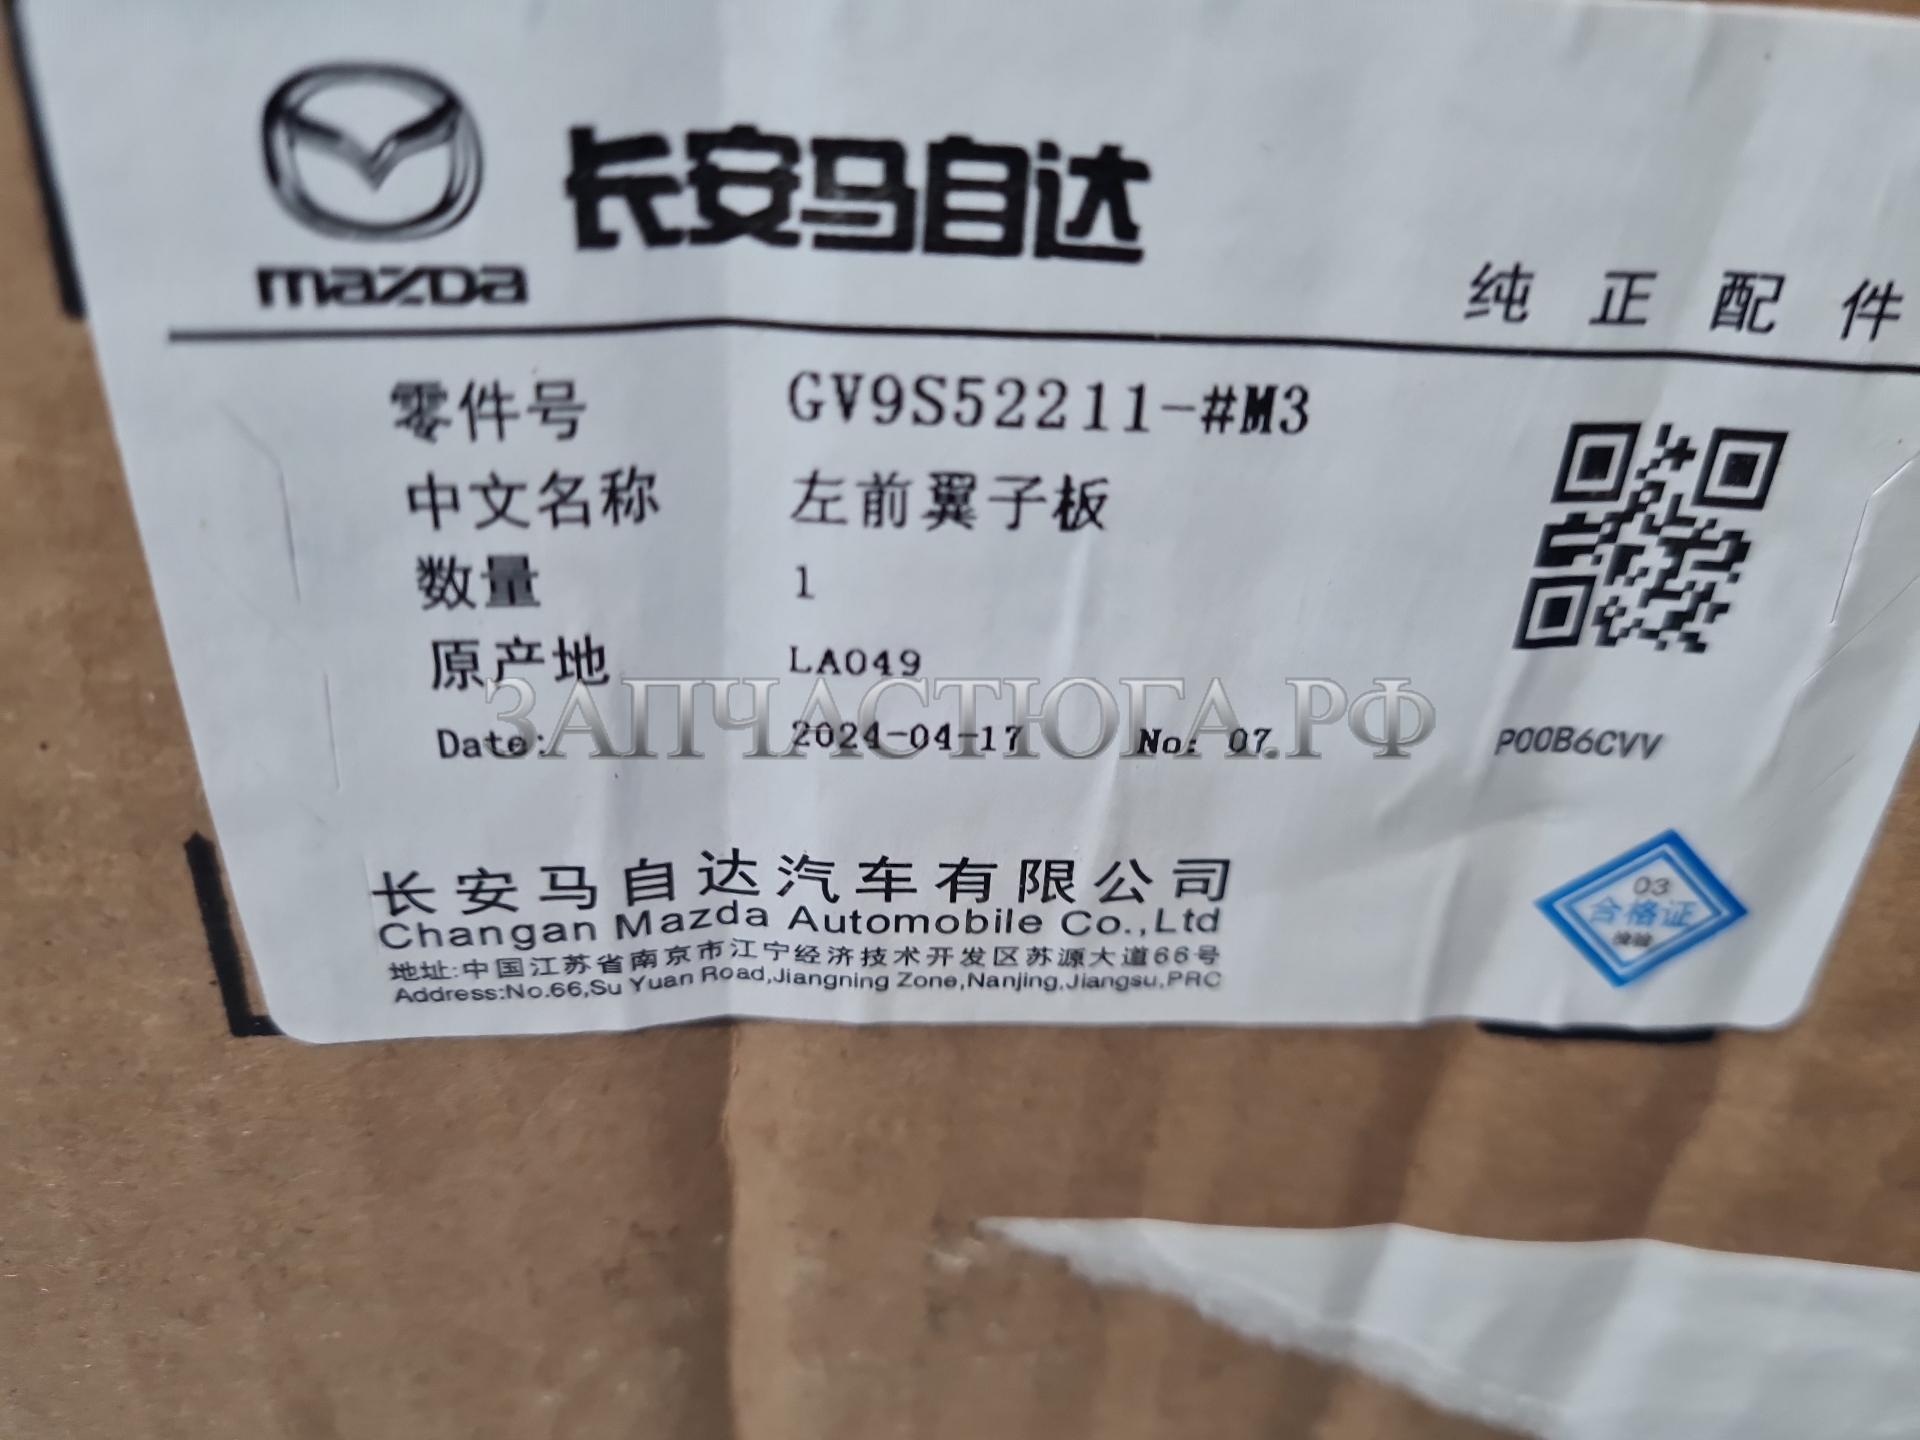 长安马自达
mazda
纯正配件
零件号 GV9S52211-#M3
中文名称 左前翼子板
数量 1
原产地 LA049
ЗАПЧАСТЮГА.РФ
Date: 2024-04-17 No: 07 P00B6CVV
03
合格证
检验
长安马自达汽车有限公司
Changan Mazda Automobile Co.,Ltd
地址:中国江苏省南京市江宁经济技术开发区苏源大道66号
Address:No.66,Su Yuan Road,Jiangning Zone,Nanjing,Jiangsu,PRC